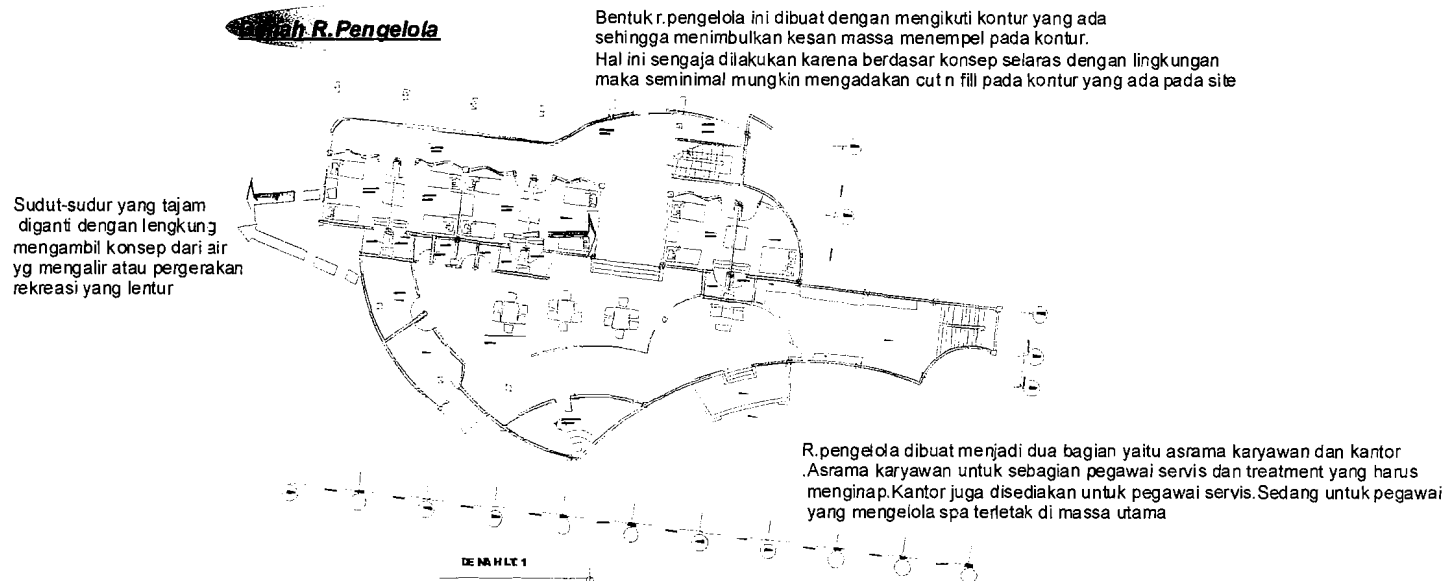 Denah R.Pengelola
Bentuk r.pengelola ini dibuat dengan mengikuti kontur yang ada
sehingga menimbulkan kesan massa menempel pada kontur.
Hal ini sengaja dilakukan karena berdasar konsep selaras dengan lingkungan
maka seminimal mungkin mengadakan cut n fill pada kontur yang ada pada site
Sudut-sudur yang tajam
diganti dengan lengkung
mengambil konsep dari air
yg mengalir atau pergerakan
rekreasi yang lentur
R.pengelola dibuat menjadi dua bagian yaitu asrama karyawan dan kantor
.Asrama karyawan untuk sebagian pegawai servis dan treatment yang harus
menginap.Kantor juga disediakan untuk pegawai servis.Sedang untuk pegawai
yang mengelola spa terletak di massa utama
DENAH LT.1